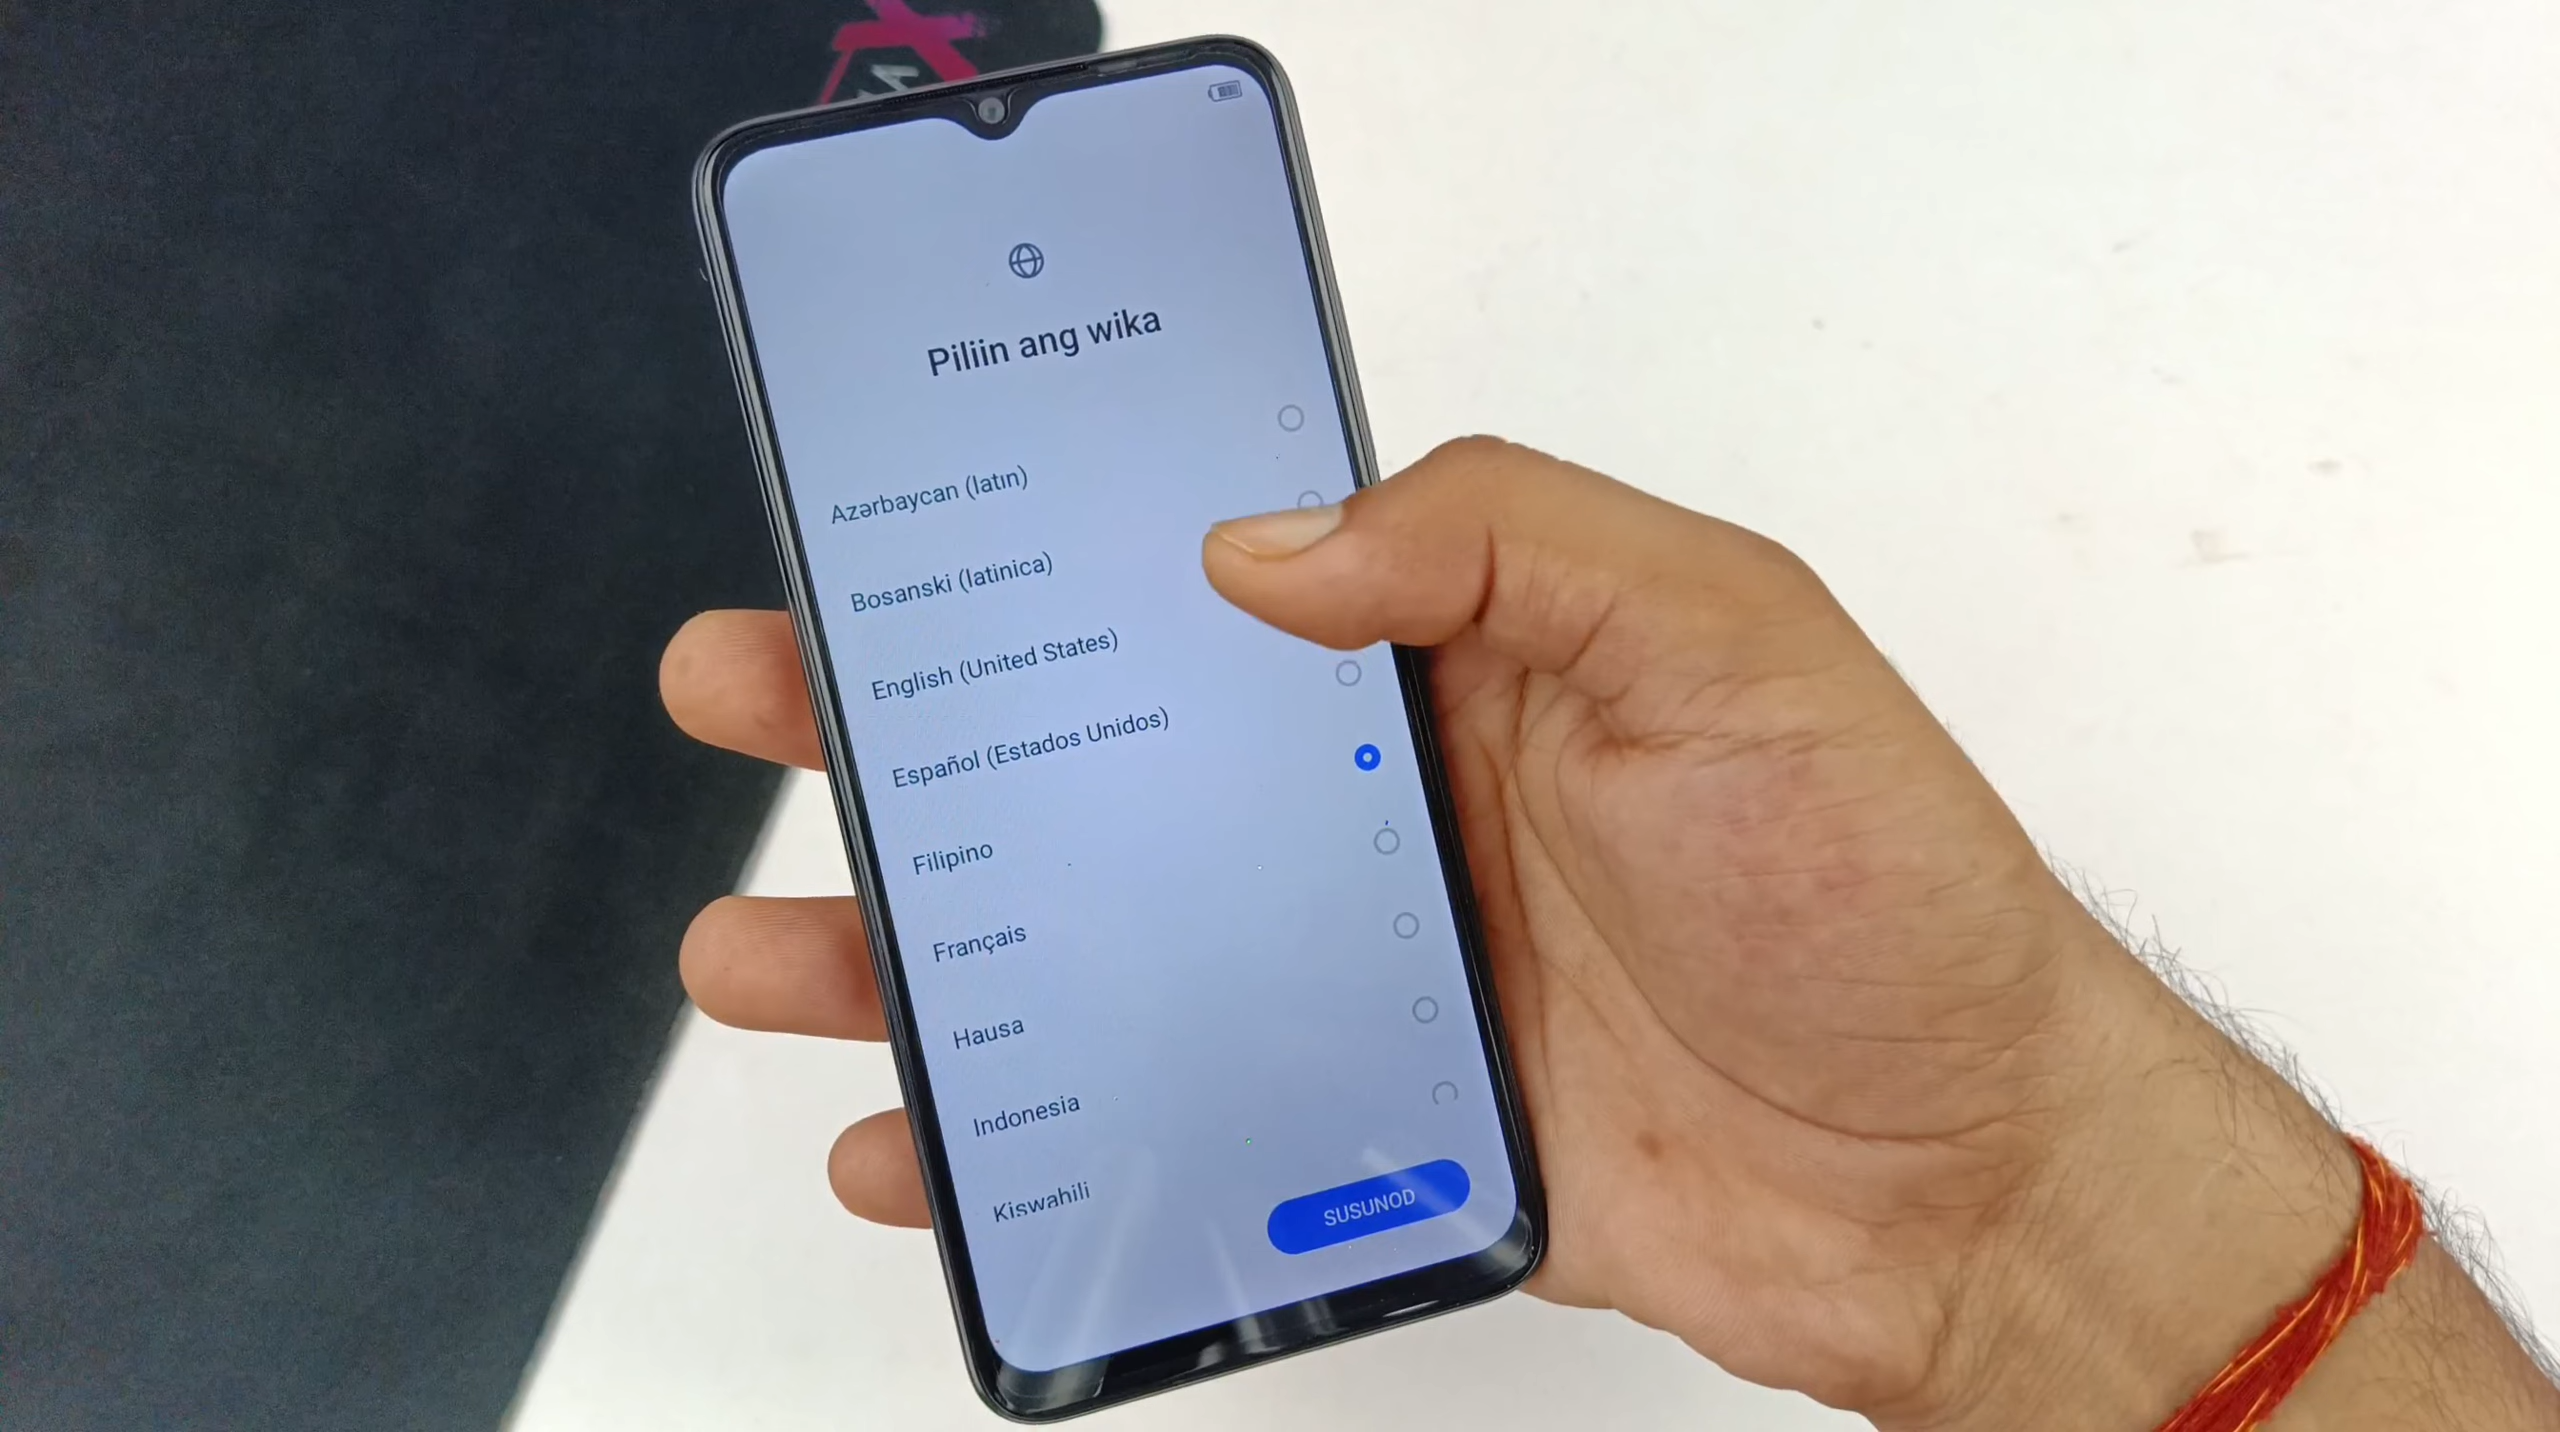 Piliin ang wika
Azərbaycan (latın)
Bosanski (latinica)
English (United States)
Español (Estados Unidos)
Filipino
Français
Hausa
Indonesia
Kiswahili
SUSUNOD